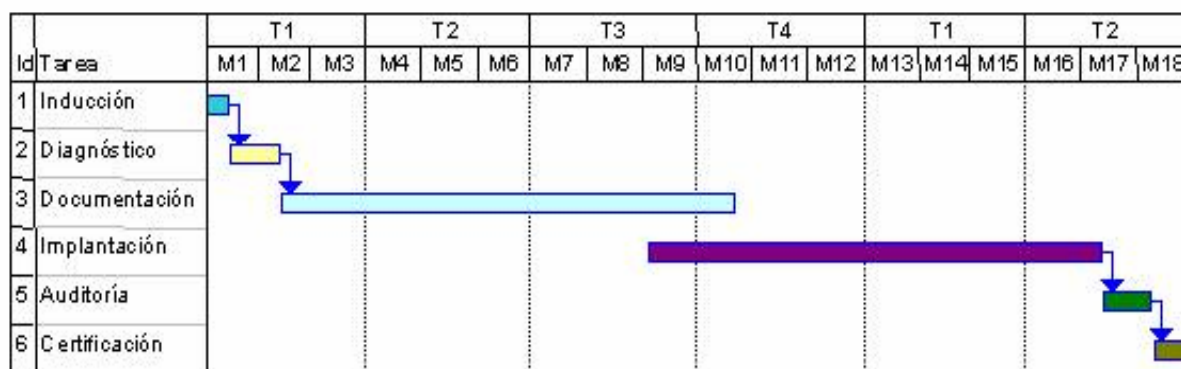 T1 T2 T3 T4 T1 T2
Id Tarea M1 M2 M3 M4 M5 M6 M7 M8 M9 M10 M11 M12 M13 M14 M15 M16 M17 M18
1 Inducción
2 Diagnóstico
3 Documentación
4 Implantación
5 Auditoría
6 Certificación